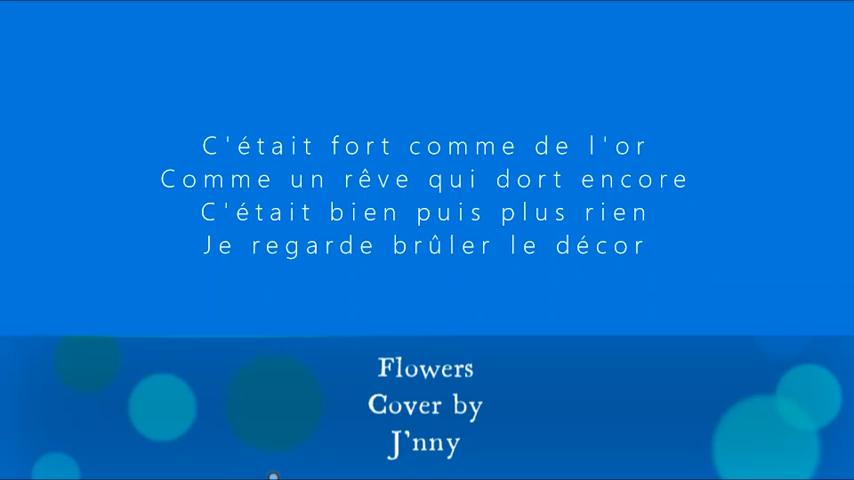 C'était fort comme de l'or
Comme un rêve qui dort encore
C'était bien puis plus rien
Je regarde brûler le décor
Flowers
Cover by
J'nny